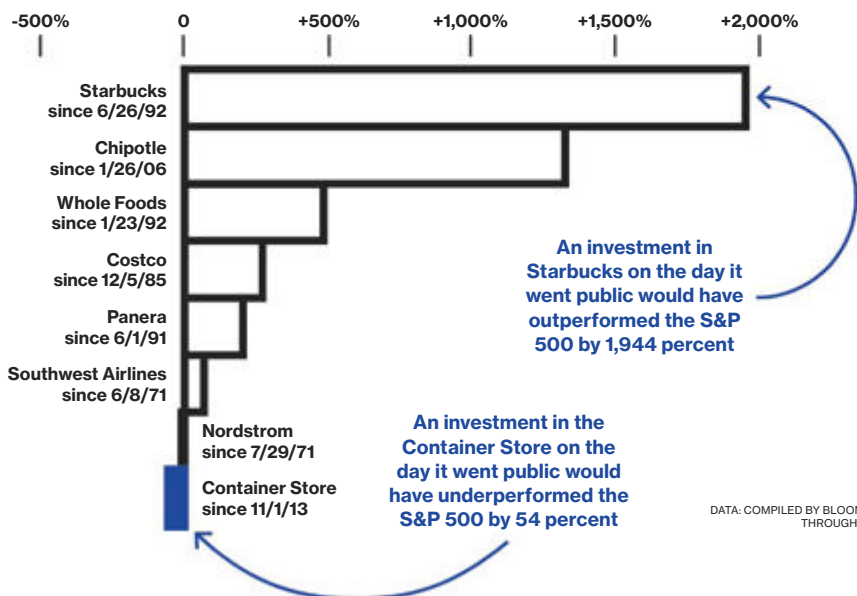 -500% 0 +500% +1,000% +1,500% +2,000%
Starbucks
since 6/26/92
Chipotle
since 1/26/06
Whole Foods
since 1/23/92
Costco
since 12/5/85
Panera
since 6/1/91
Southwest Airlines
since 6/8/71
Nordstrom
since 7/29/71
Container Store
since 11/1/13
An investment in
Starbucks on the day it
went public would have
outperformed the S&P
500 by 1,944 percent
An investment in the
Container Store on the
day it went public would
have underperformed the
S&P 500 by 54 percent
DATA: COMPILED BY
THROUGH